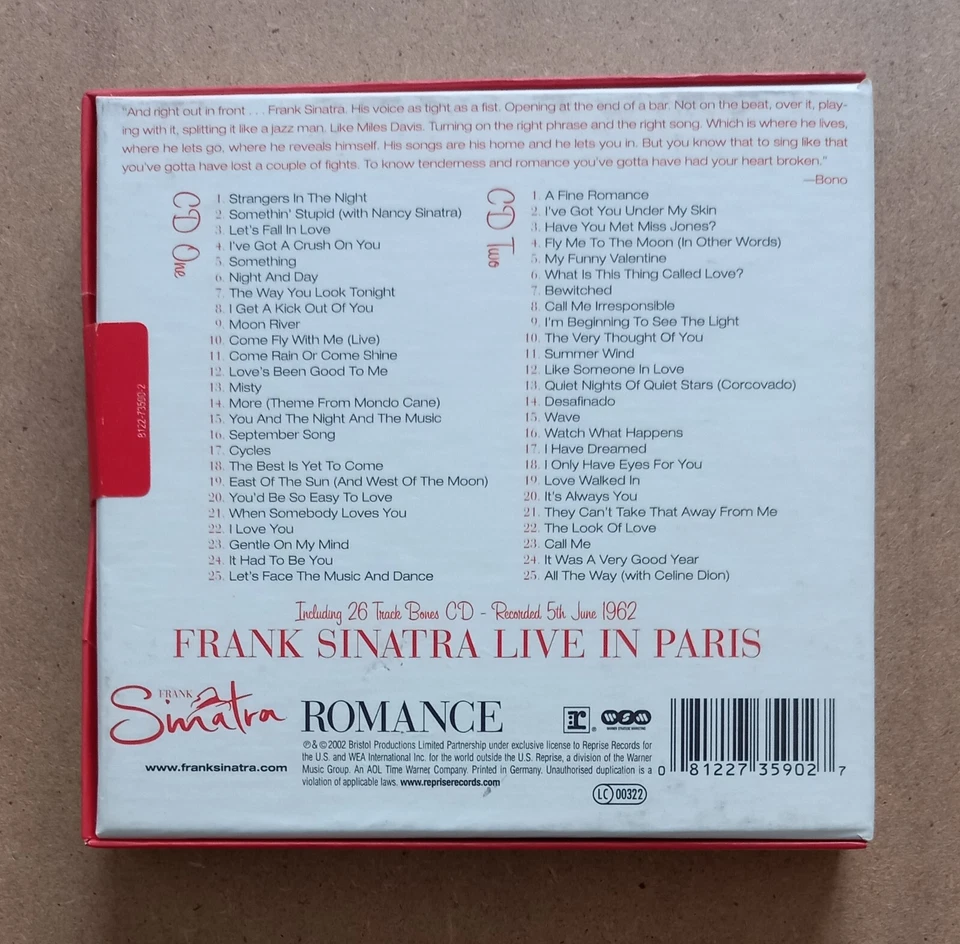 "And right out in front . . . Frank Sinatra. His voice as tight as a fist. Opening at the end of a bar. Not on the beat, over it, play-
ing with it, splitting it like a jazz man. Like Miles Davis. Turning on the right phrase and the right song. Which is where he lives,
where he lets go, where he reveals himself. His songs are his home and he lets you in. But you know that to sing like that
you've gotta have lost a couple of fights. To know tenderness and romance you've gotta have had your heart broken."
—Bono
CD One
1. Strangers In The Night
2. Somethin' Stupid (with Nancy Sinatra)
3. Let's Fall In Love
4. I've Got A Crush On You
5. Something
6. Night And Day
7. The Way You Look Tonight
8. I Get A Kick Out Of You
9. Moon River
10. Come Fly With Me (Live)
11. Come Rain Or Come Shine
12. Love's Been Good To Me
13. Misty
14. More (Theme From Mondo Cane)
15. You And The Night And The Music
16. September Song
17. Cycles
18. The Best Is Yet To Come
19. East Of The Sun (And West Of The Moon)
20. You'd Be So Easy To Love
21. When Somebody Loves You
22. I Love You
23. Gentle On My Mind
24. It Had To Be You
25. Let's Face The Music And Dance
CD Two
1. A Fine Romance
2. I've Got You Under My Skin
3. Have You Met Miss Jones?
4. Fly Me To The Moon (In Other Words)
5. My Funny Valentine
6. What Is This Thing Called Love?
7. Bewitched
8. Call Me Irresponsible
9. I'm Beginning To See The Light
10. The Very Thought Of You
11. Summer Wind
12. Like Someone In Love
13. Quiet Nights Of Quiet Stars (Corcovado)
14. Desafinado
15. Wave
16. Watch What Happens
17. I Have Dreamed
18. I Only Have Eyes For You
19. Love Walked In
20. It's Always You
21. They Can't Take That Away From Me
22. The Look Of Love
23. Call Me
24. It Was A Very Good Year
25. All The Way (with Celine Dion)
8122-73590-2
Including 26 Track Bones CD - Recorded 5th June 1962
FRANK SINATRA LIVE IN PARIS
FRANK
Sinatra
ROMANCE
www.franksinatra.com
℗ & © 2002 Bristol Productions Limited Partnership under exclusive license to Reprise Records for
the U.S. and WEA International Inc. for the world outside the U.S. Reprise, a division of the Warner
Music Group. An AOL Time Warner Company. Printed in Germany. Unauthorised duplication is a
violation of applicable laws. www.repriserecords.com
r
WSM
WARNER STRATEGIC MARKETING
0 81227 35902 7
LC 00322